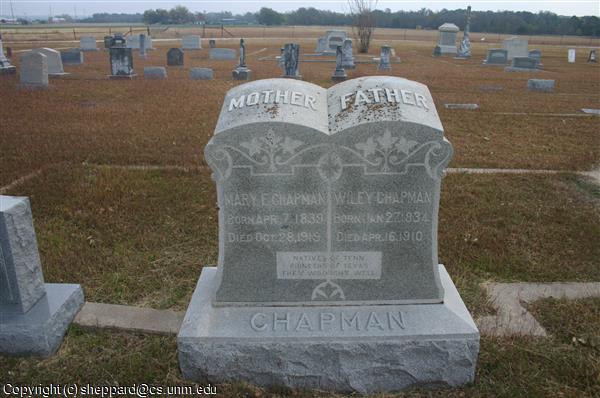 MOTHER FATHER
MARY E. CHAPMAN
BORN APR. 7, 1839
DIED OCT. 28, 1915
WILEY CHAPMAN
BORN JAN. 27, 1834
DIED APR. 16, 1910.
NATIVES OF TENN.
PIONEERS OF TEXAS
THEY WROUGHT WELL
CHAPMAN
Copyright (c) sheppard@cs.unm.edu